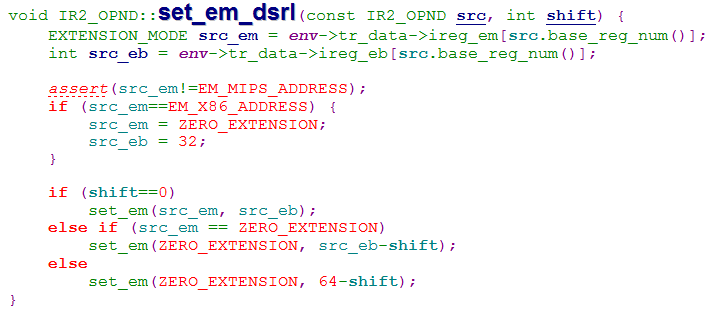 void IR2_OPND::set_em_dsrl(const IR2_OPND src, int shift) {
    EXTENSION_MODE src_em = env->tr_data->ireg_em[src.base_reg_num()];
    int src_eb = env->tr_data->ireg_eb[src.base_reg_num()];

    assert(src_em!=EM_MIPS_ADDRESS);
    if (src_em==EM_X86_ADDRESS) {
        src_em = ZERO_EXTENSION;
        src_eb = 32;
    }

    if (shift==0)
        set_em(src_em, src_eb);
    else if (src_em == ZERO_EXTENSION)
        set_em(ZERO_EXTENSION, src_eb-shift);
    else
        set_em(ZERO_EXTENSION, 64-shift);
}